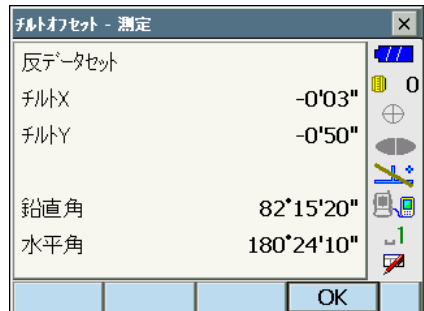 ﾁﾙﾄｵﾌｾｯﾄ - 測定
反ﾃﾞｰﾀｾｯﾄ
0
ﾁﾙﾄX -0'03"
ﾁﾙﾄY -0'50"
鉛直角 82°15'20"
水平角 180°24'10"
1
OK